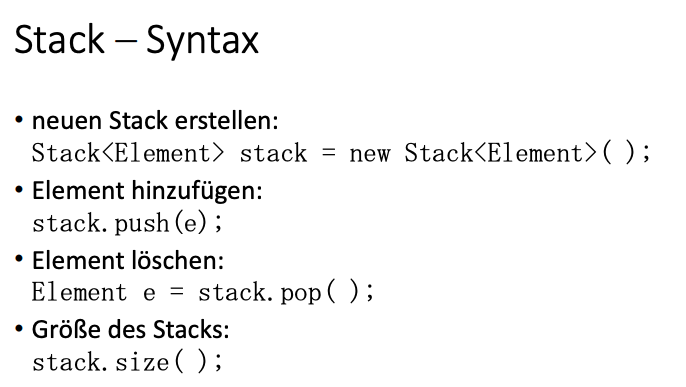 Stack – Syntax
• neuen Stack erstellen:
Stack<Element> stack = new Stack<Element>( );
• Element hinzufügen:
stack.push(e);
• Element löschen:
Element e = stack.pop( );
• Größe des Stacks:
stack.size( );